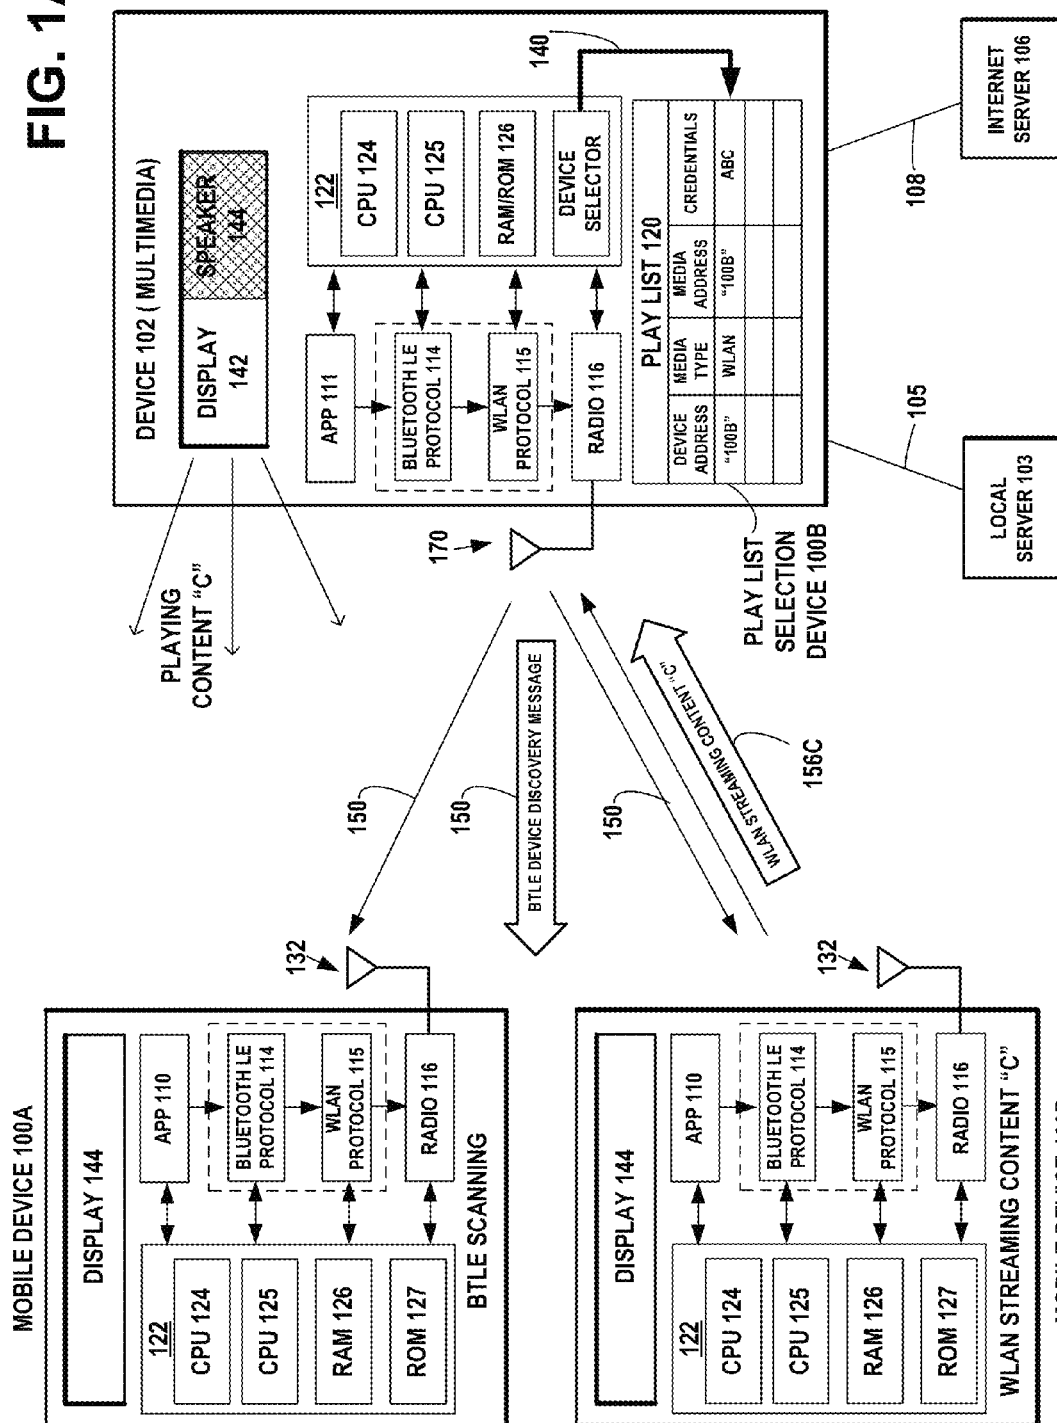 FIG. 1A
MOBILE DEVICE 100A
DISPLAY 144
122
CPU 124
CPU 125
RAM 126
ROM 127
APP 110
BLUETOOTH LE
PROTOCOL 114
WLAN
PROTOCOL 115
RADIO 116
BTLE SCANNING
132
DISPLAY 144
122
CPU 124
CPU 125
RAM 126
ROM 127
APP 110
BLUETOOTH LE
PROTOCOL 114
WLAN
PROTOCOL 115
RADIO 116
WLAN STREAMING CONTENT "C"
132
150
150
BTLE DEVICE DISCOVERY MESSAGE
150
WLAN STREAMING CONTENT "C"
156C
PLAYING
CONTENT "C"
170
DEVICE 102 ( MULTIMEDIA)
DISPLAY
142
SPEAKER
144
APP 111
BLUETOOTH LE
PROTOCOL 114
WLAN
PROTOCOL 115
RADIO 116
122
CPU 124
CPU 125
RAM/ROM 126
DEVICE
SELECTOR
140
PLAY LIST 120
DEVICE
ADDRESS
MEDIA
TYPE
MEDIA
ADDRESS
CREDENTIALS
"100B"
WLAN
"100B"
ABC
PLAY LIST
SELECTION
DEVICE 100B
105
108
LOCAL
SERVER 103
INTERNET
SERVER 106